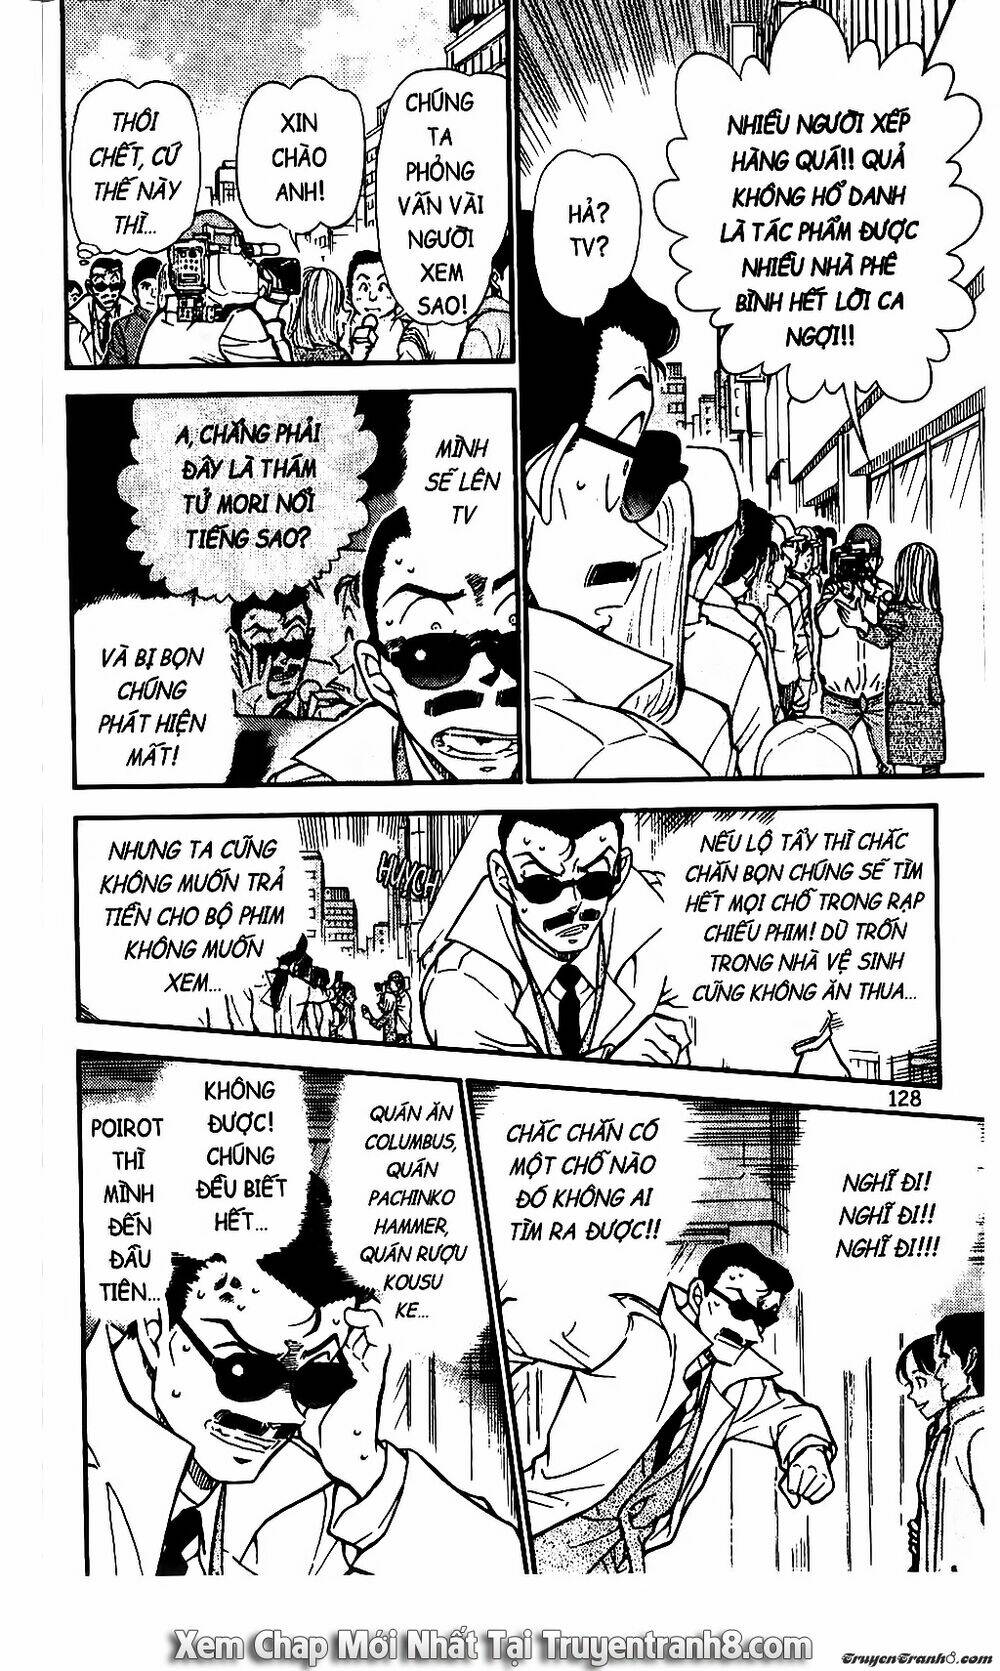 NHIỀU NGƯỜI XẾP
HÀNG QUÁ!! QUẢ
KHÔNG HỔ DANH
LÀ TÁC PHẨM ĐƯỢC
NHIỀU NHÀ PHÊ
BÌNH HẾT LỜI CA
NGỢI!!
HẢ?
TV?
CHÚNG
TA
PHỎNG
VẤN VÀI
NGƯỜI
XEM
SAO!
XIN
CHÀO
ANH!
THÔI
CHẾT, CỨ
THẾ NÀY
THÌ...
MÌNH
SẼ LÊN
TV
A, CHẲNG PHẢI
ĐÂY LÀ THÁM
TỬ MORI NỔI
TIẾNG SAO?
VÀ BỊ BỌN
CHÚNG
PHÁT HIỆN
MẤT!
NẾU LỘ TẨY THÌ CHẮC
CHẮN BỌN CHÚNG SẼ TÌM
HẾT MỌI CHỖ TRONG RẠP
CHIẾU PHIM! DÙ TRỐN
TRONG NHÀ VỆ SINH
CŨNG KHÔNG ĂN THUA...
HUỴCH
NHƯNG TA CŨNG
KHÔNG MUỐN TRẢ
TIỀN CHO BỘ PHIM
KHÔNG MUỐN
XEM...
128
NGHĨ ĐI!
NGHĨ ĐI!!
NGHĨ ĐI!!!
CHẮC CHẮN CÓ
MỘT CHỖ NÀO
ĐÓ KHÔNG AI
TÌM RA ĐƯỢC!!
QUÁN ĂN
COLUMBUS,
QUÁN
PACHINKO
HAMMER,
QUÁN RƯỢU
KOUSU
KE...
KHÔNG
ĐƯỢC!
CHÚNG
ĐỀU BIẾT
HẾT...
POIROT
THÌ
MÌNH
ĐẾN
ĐẦU
TIÊN...
Xem Chap Mới Nhất Tại Truyentranh8.com
TruyenTranh8.com